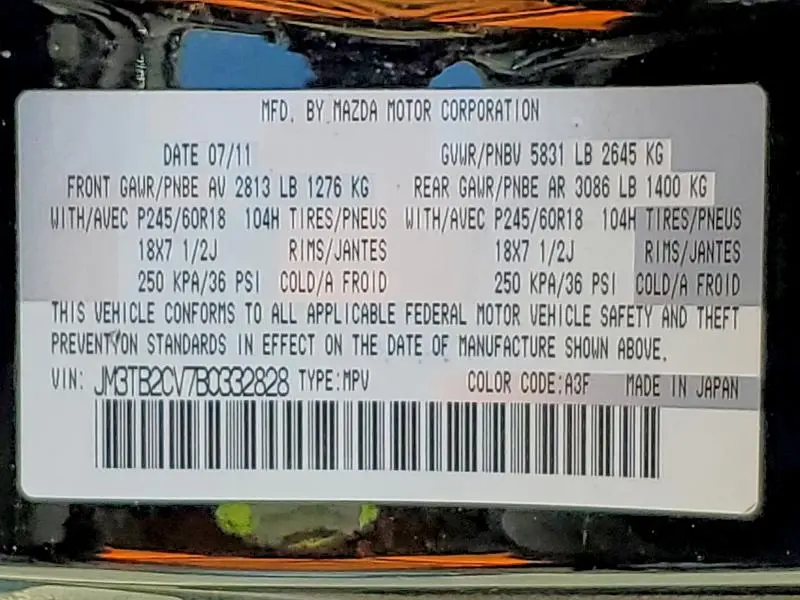 MFD. BY MAZDA MOTOR CORPORATION
DATE 07/11 GVWR/PNBV 5831 LB 2645 KG
FRONT GAWR/PNBE AV 2813 LB 1276 KG REAR GAWR/PNBE AR 3086 LB 1400 KG
WITH/AVEC P245/60R18 104H TIRES/PNEUS WITH/AVEC P245/60R18 104H TIRES/PNEUS
18X7 1/2J RIMS/JANTES 18X7 1/2J RIMS/JANTES
250 KPA/36 PSI COLD/A FROID 250 KPA/36 PSI COLD/A FROID
THIS VEHICLE CONFORMS TO ALL APPLICABLE FEDERAL MOTOR VEHICLE SAFETY AND THEFT
PREVENTION STANDARDS IN EFFECT ON THE DATE OF MANUFACTURE SHOWN ABOVE.
VIN: JM3TB2CV7B0332828 TYPE:MPV COLOR CODE:A3F MADE IN JAPAN